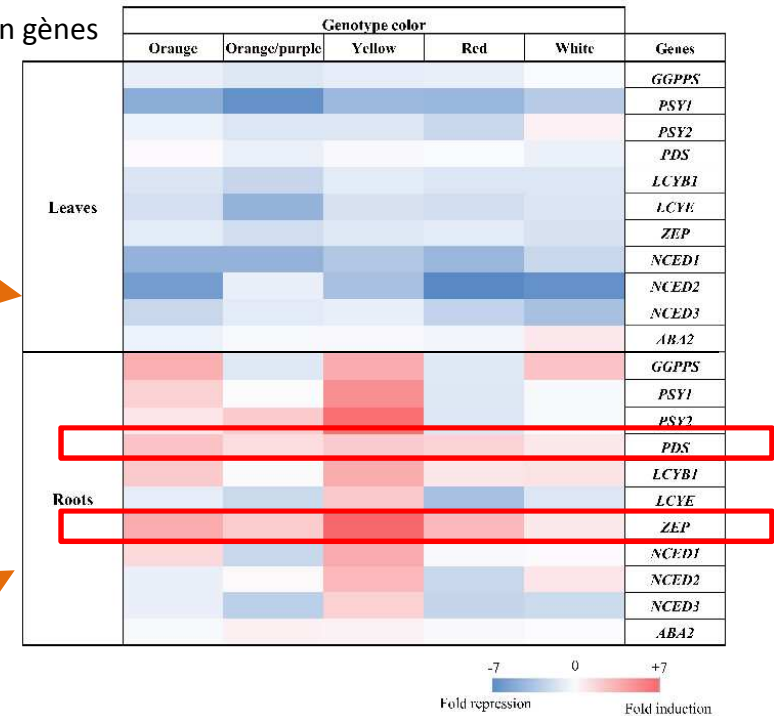 n gènes
Genotype color
Orange Orange/purple Yellow Red White Genes
GGPPS
PSY1
PSY2
PDS
LCYB1
Leaves LCYE
ZEP
NCED1
NCED2
NCED3
ABA2
GGPPS
PSY1
PSY2
PDS
LCYB1
Roots LCYE
ZEP
NCED1
NCED2
NCED3
ABA2
-7 0 +7
Fold repression Fold induction